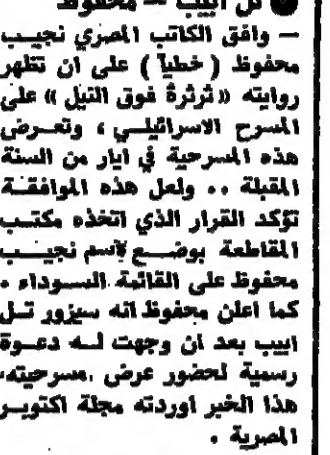 تل ابيب — محفوظ
— وافق الكاتب المصري نجيب
محفوظ ( خطياً ) على ان تظهر
روايته « ثرثرة فوق النيل » على
المسرح الاسرائيلي ، وتعرض
هذه المسرحية في ايار من السنة
المقبلة .. ولعل هذه الموافقة
تؤكد القرار الذي اتخذه مكتب
المقاطعة بوضع لاسم نجيب
محفوظ على القائمة السوداء .
كما اعلن محفوظ انه سيزور تل
ابيب بعد ان وجهت له دعوة
رسمية لحضور عرض مسرحيته،
هذا الخبر اوردته مجلة اكتوبر
المصرية .